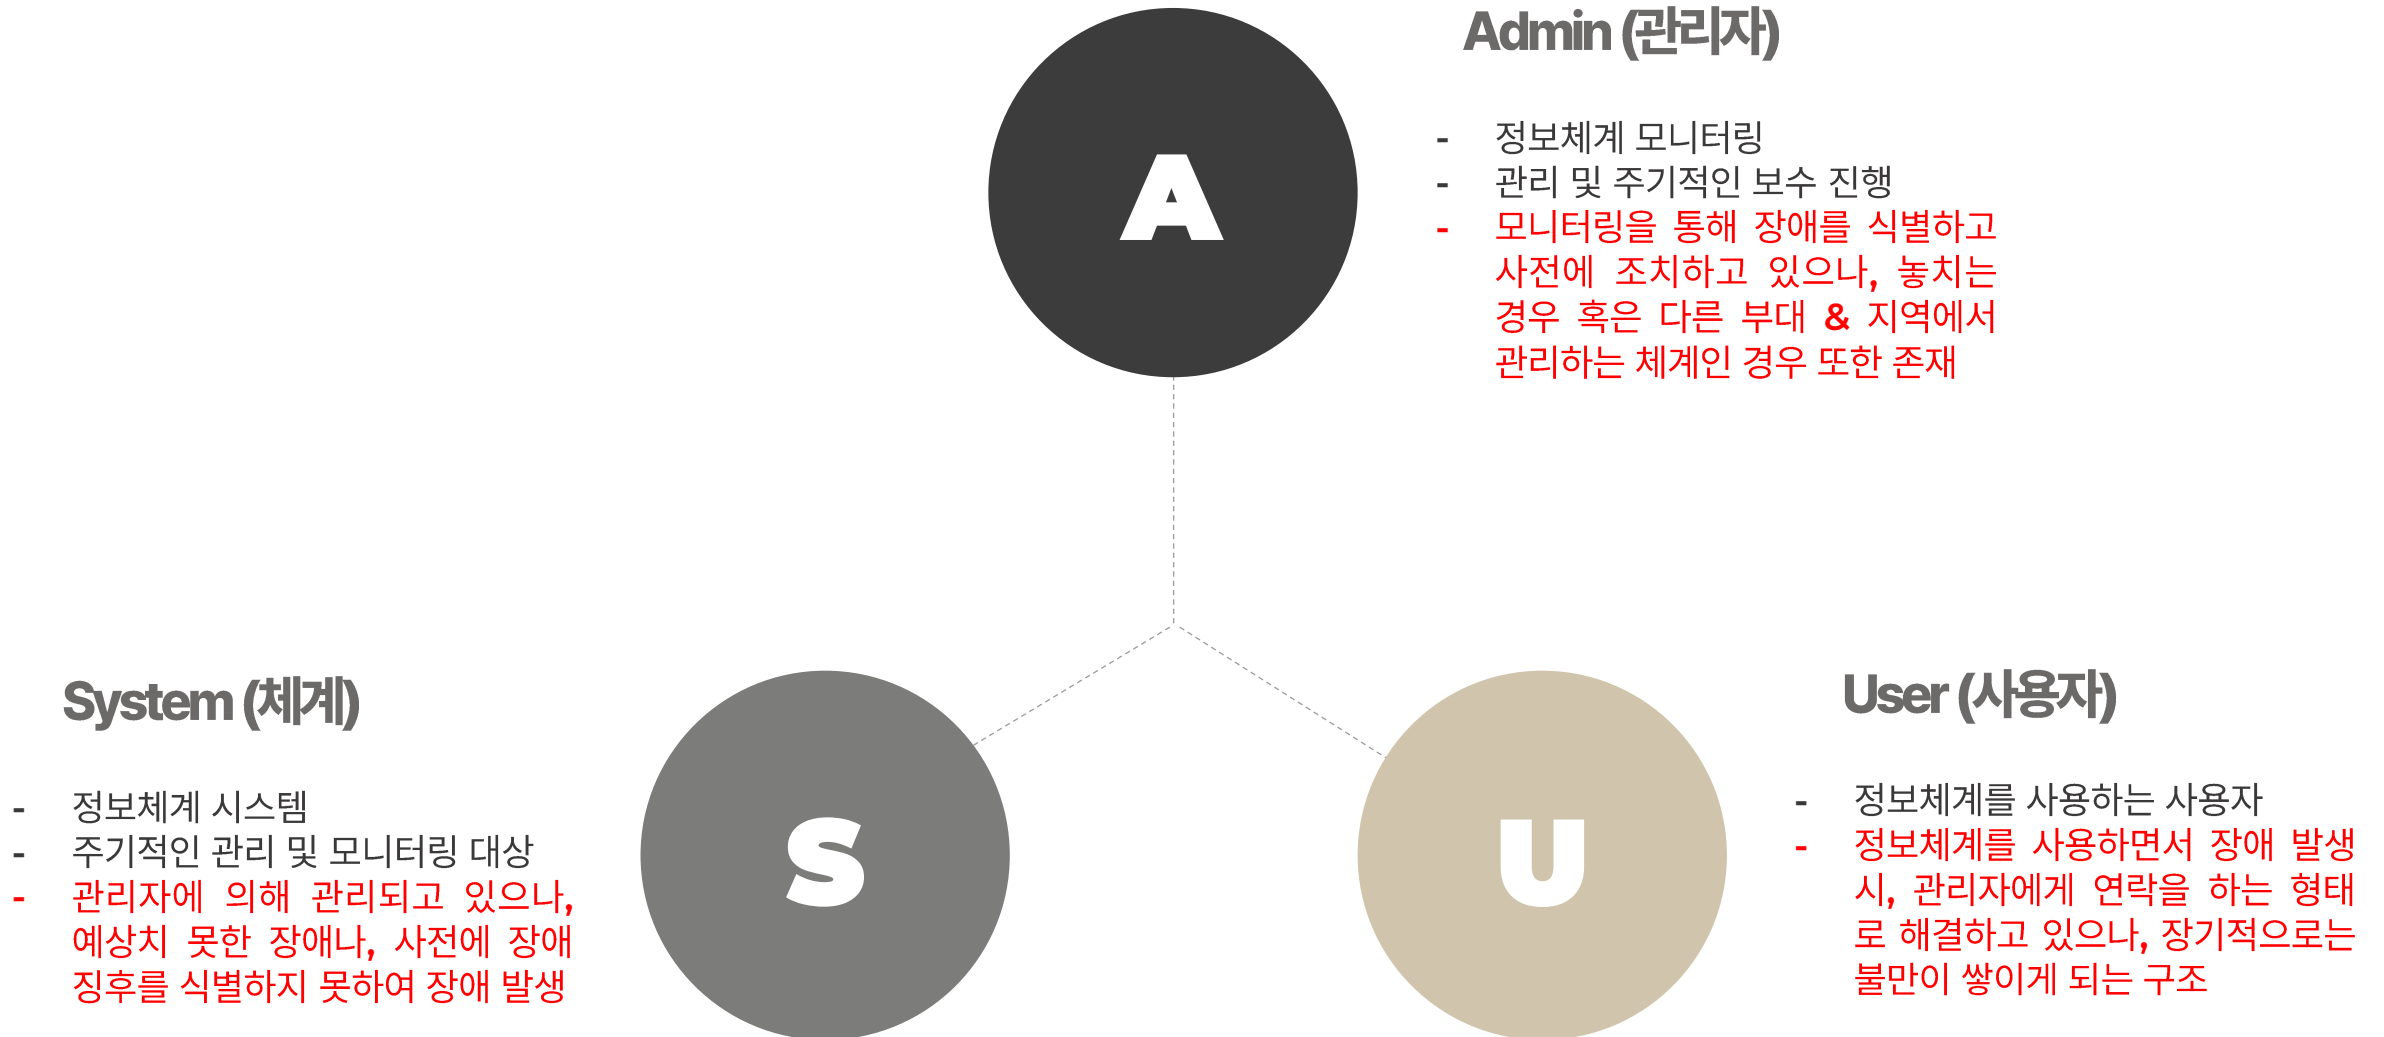 Admin (관리자)
A
- 정보체계 모니터링
- 관리 및 주기적인 보수 진행
- 모니터링을 통해 장애를 식별하고
사전에 조치하고 있으나, 놓치는
경우 혹은 다른 부대 & 지역에서
관리하는 체계인 경우 또한 존재
System (체계)
- 정보체계 시스템
- 주기적인 관리 및 모니터링 대상
- 관리자에 의해 관리되고 있으나,
예상치 못한 장애나, 사전에 장애
징후를 식별하지 못하여 장애 발생
S
U
User (사용자)
- 정보체계를 사용하는 사용자
- 정보체계를 사용하면서 장애 발생
시, 관리자에게 연락을 하는 형태
로 해결하고 있으나, 장기적으로는
불만이 쌓이게 되는 구조